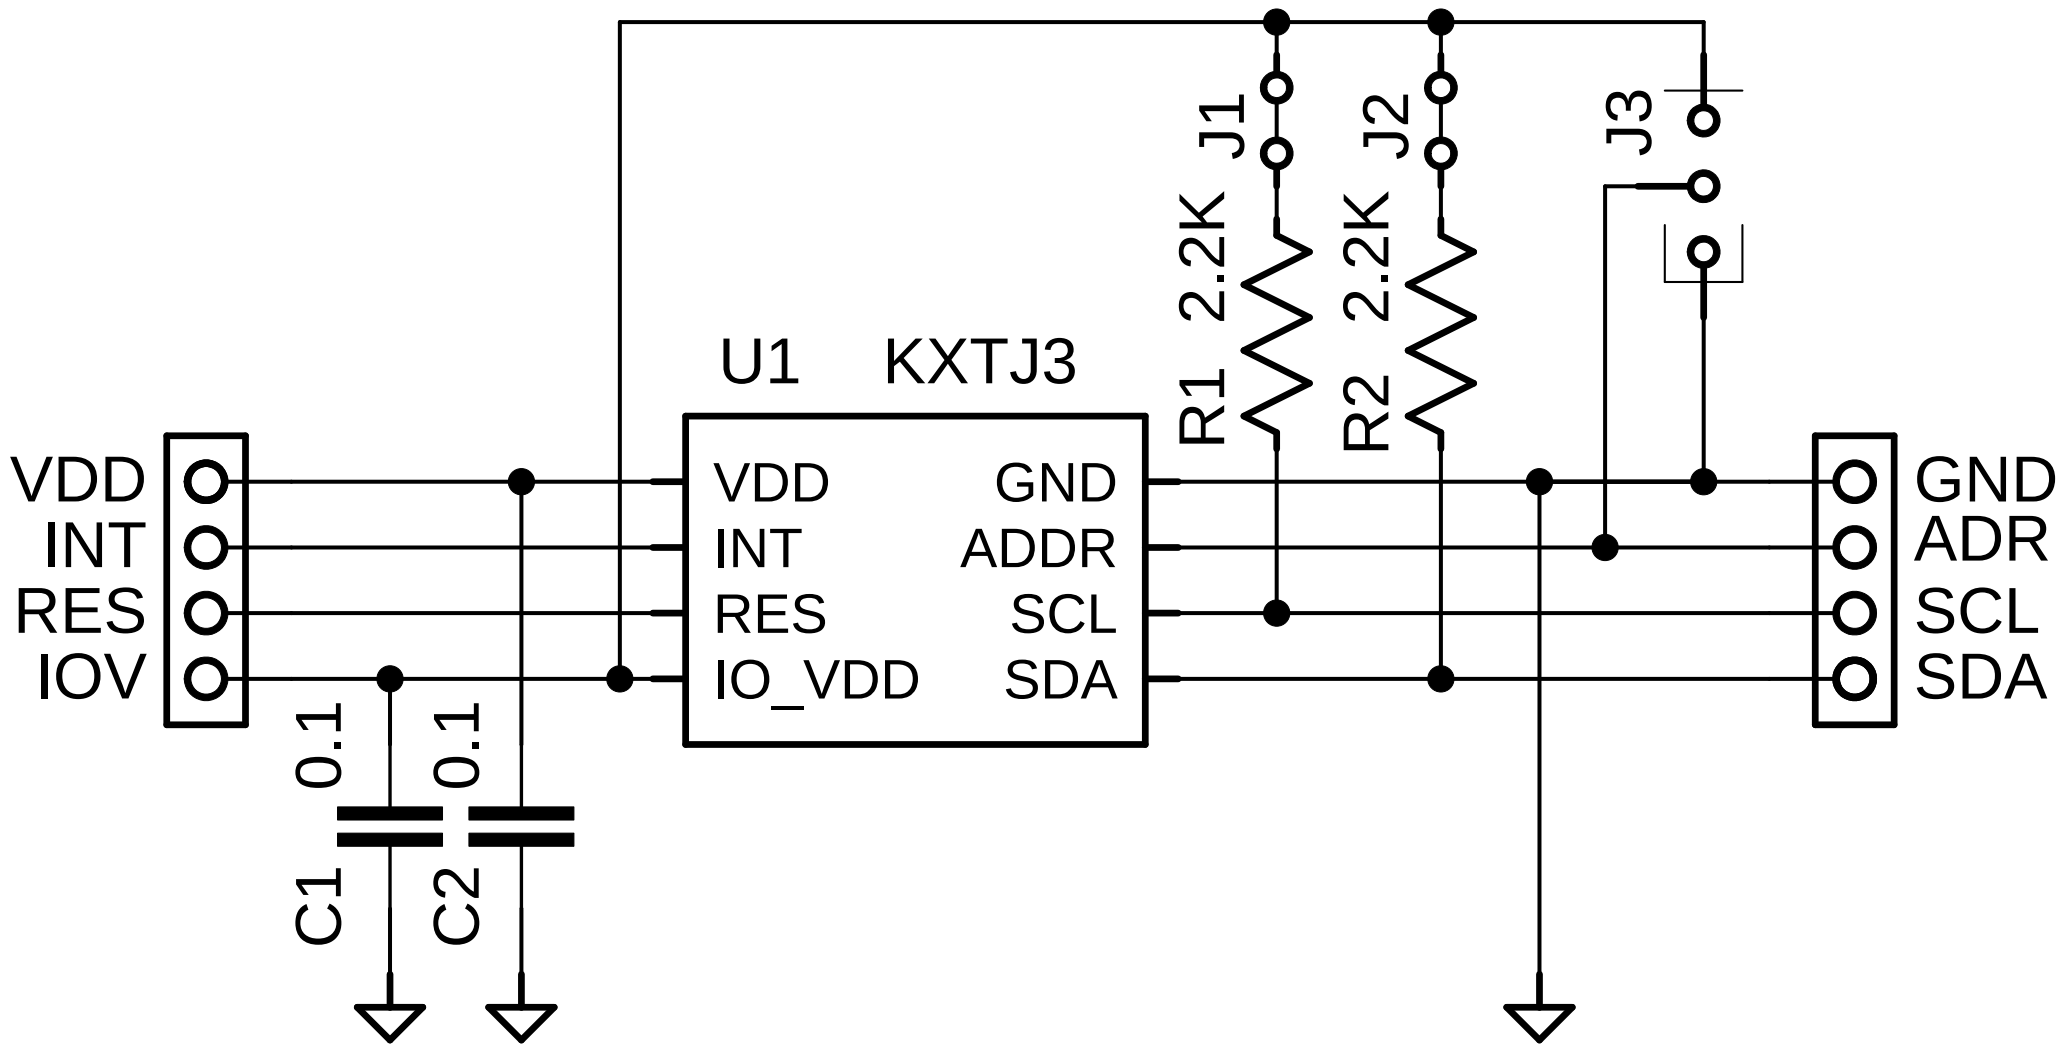 J1
J2
J3
2.2K
2.2K
R1
R2
U1 KXTJ3
VDD
INT
RES
IOV
VDD GND
INT ADDR
RES SCL
IO_VDD SDA
GND
ADR
SCL
SDA
0.1
0.1
C1
C2